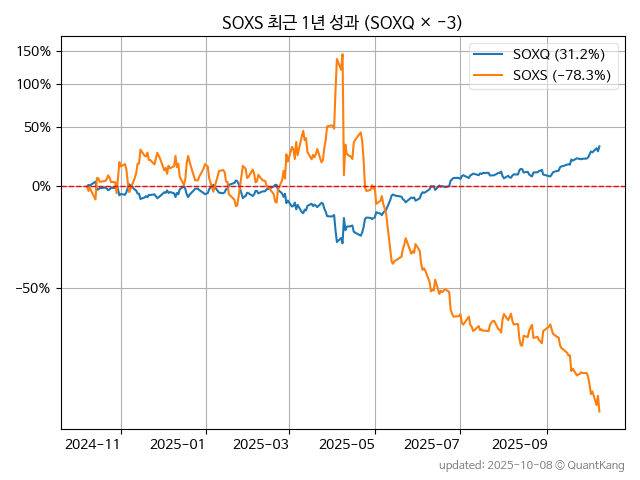 SOXS 최근 1년 성과 (SOXQ × −3)
SOXQ (31.2%)
SOXS (−78.3%)
150%
100%
50%
0%
−50%
2024−11
2025−01
2025−03
2025−05
2025−07
2025−09
updated: 2025-10-08 © QuantKang